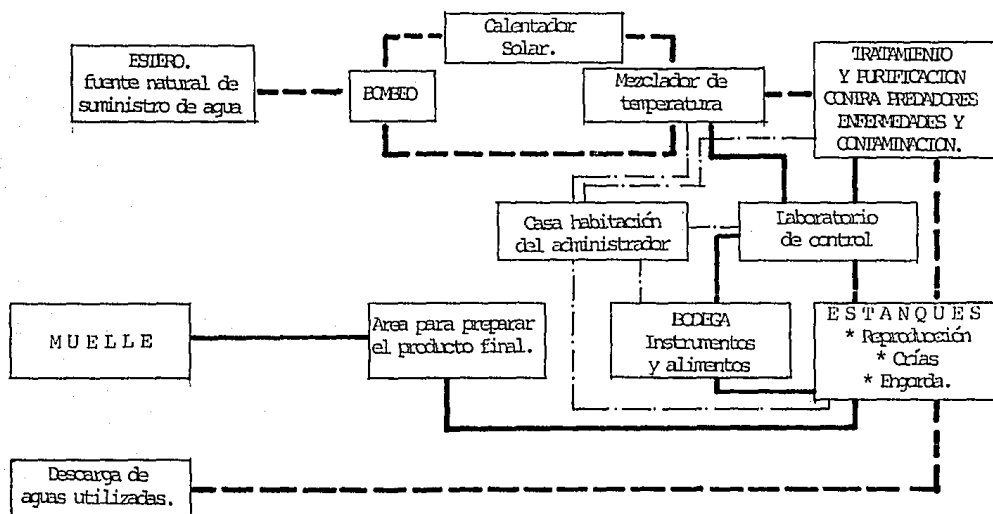 Calentador
Solar.
ESTERO.
fuente natural de
suministro de agua
BOMBEO
Mezclador de
temperatura
TRATAMIENTO
Y PURIFICACION
CONTRA PREDADORES
ENFERMEDADES Y
CONTAMINACION.
Casa habitación
del administrador
Laboratorio
de control
MUELLE
Area para preparar
el producto final.
BODEGA
Instrumentos
y alimentos
ESTANQUES
* Reproducción
* Crías
* Engorda.
Descarga de
aguas utilizadas.